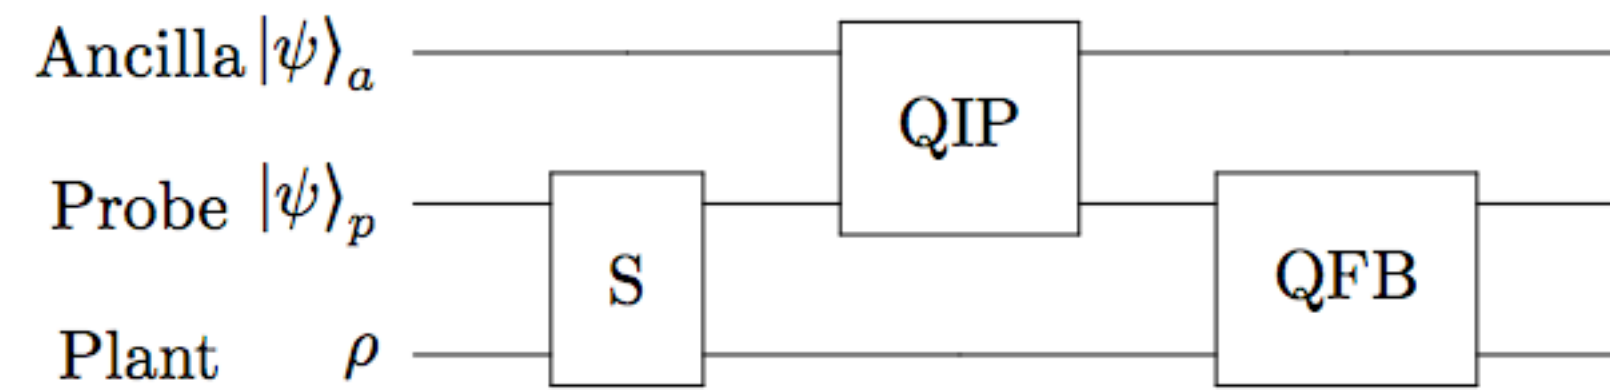 Ancilla |ψ⟩ₐ
QIP
Probe |ψ⟩ₚ
S
QFB
Plant ρ